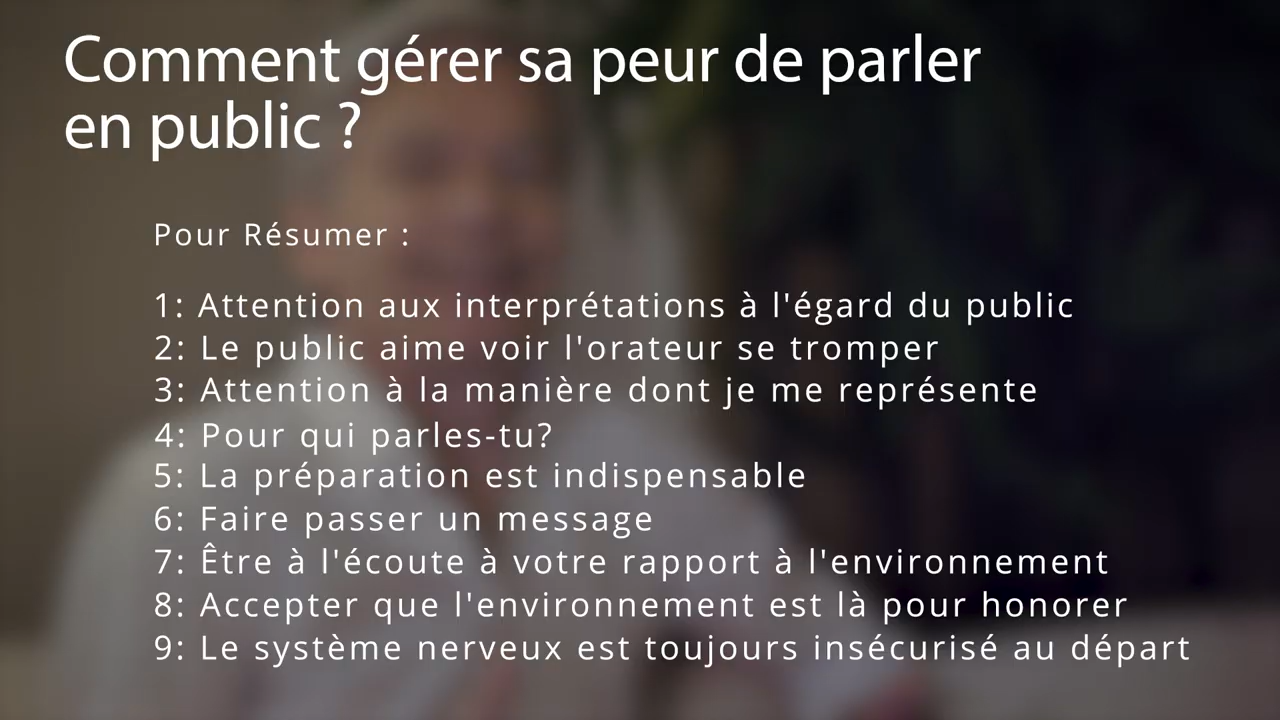 Comment gérer sa peur de parler
en public ?
Pour Résumer :
1: Attention aux interprétations à l'égard du public
2: Le public aime voir l'orateur se tromper
3: Attention à la manière dont je me représente
4: Pour qui parles-tu?
5: La préparation est indispensable
6: Faire passer un message
7: Être à l'écoute à votre rapport à l'environnement
8: Accepter que l'environnement est là pour honorer
9: Le système nerveux est toujours insécurisé au départ